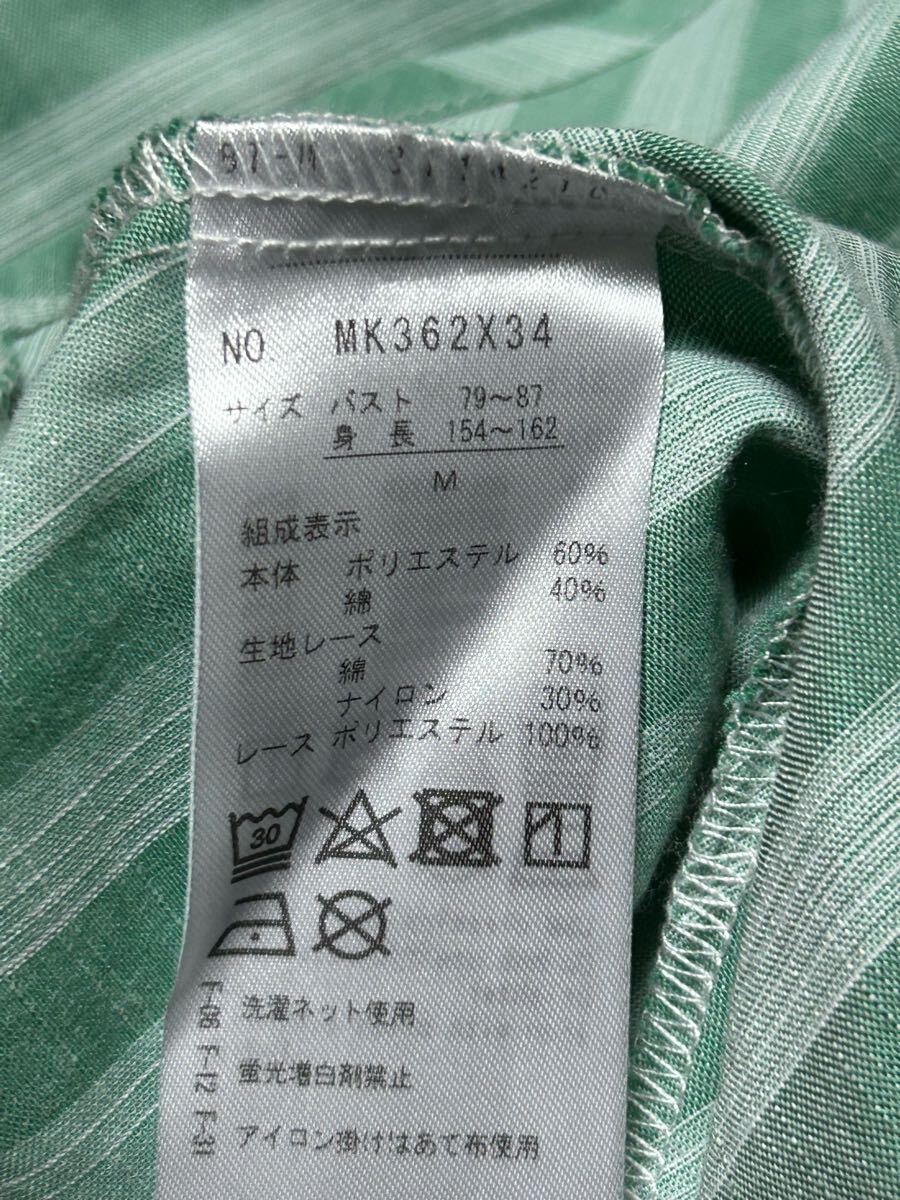 NO MK362X34
サイズ バスト 79～87
身長 154～162
M
組成表示
本体 ポリエステル 60%
綿 40%
生地レース
綿 70%
ナイロン 30%
レース ポリエステル 100%
30
F-06 洗濯ネット使用
F-12 蛍光増白剤禁止
F-31 アイロン掛けはあて布使用